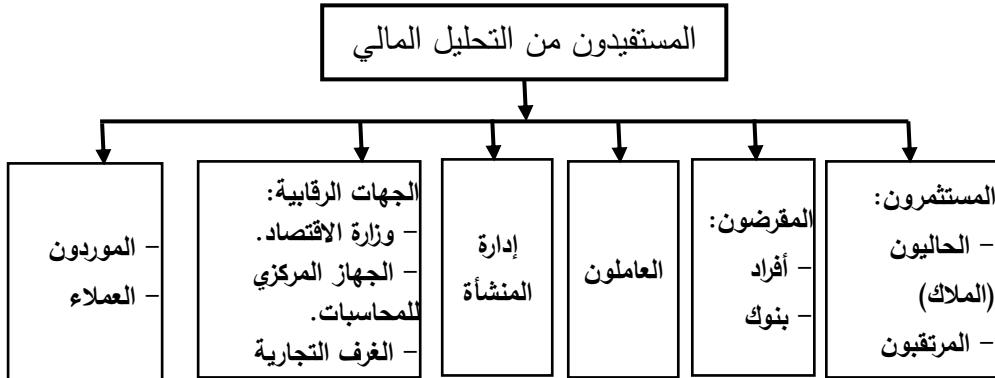 المستفيدون من التحليل المالي
المستثمرون:
- الحاليون
(الملاك)
- المرتقبون
المقرضون:
- أفراد
- بنوك
العاملون
إدارة
المنشأة
الجهات الرقابية:
- وزارة الاقتصاد.
- الجهاز المركزي
للمحاسبات.
- الغرف التجارية
- الموردون
- العملاء